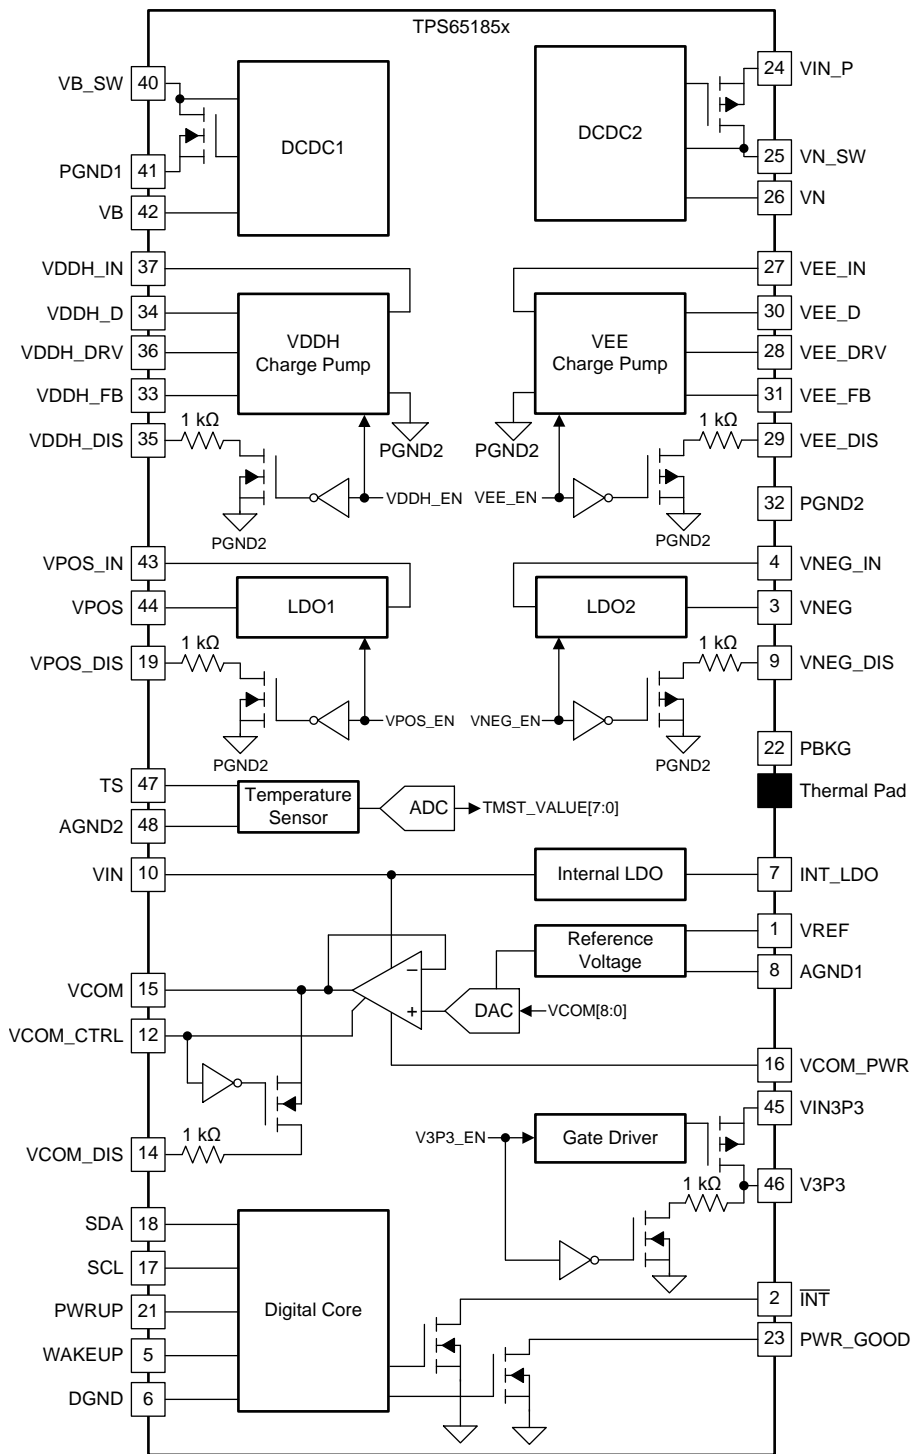 TPS65185x
VB_SW 40
24 VIN_P
DCDC1
DCDC2
PGND1 41
25 VN_SW
VB 42
26 VN
VDDH_IN 37
27 VEE_IN
VDDH_D 34
30 VEE_D
VDDH
Charge Pump
VEE
Charge Pump
VDDH_DRV 36
28 VEE_DRV
VDDH_FB 33
31 VEE_FB
1 kΩ
1 kΩ
VDDH_DIS 35
29 VEE_DIS
PGND2
PGND2
VDDH_EN
VEE_EN
32 PGND2
PGND2
PGND2
VPOS_IN 43
4 VNEG_IN
VPOS 44
LDO1
LDO2
3 VNEG
1 kΩ
1 kΩ
VPOS_DIS 19
9 VNEG_DIS
VPOS_EN
VNEG_EN
PGND2
PGND2
22 PBKG
TS 47
Thermal Pad
Temperature
Sensor
ADC
TMST_VALUE[7:0]
AGND2 48
VIN 10
Internal LDO
7 INT_LDO
1 VREF
Reference
Voltage
8 AGND1
−
VCOM 15
+
DAC
VCOM[8:0]
VCOM_CTRL 12
16 VCOM_PWR
45 VIN3P3
V3P3_EN
Gate Driver
1 kΩ
VCOM_DIS 14
1 kΩ
46 V3P3
SDA 18
SCL 17
2 INT
PWRUP 21
Digital Core
23 PWR_GOOD
WAKEUP 5
DGND 6